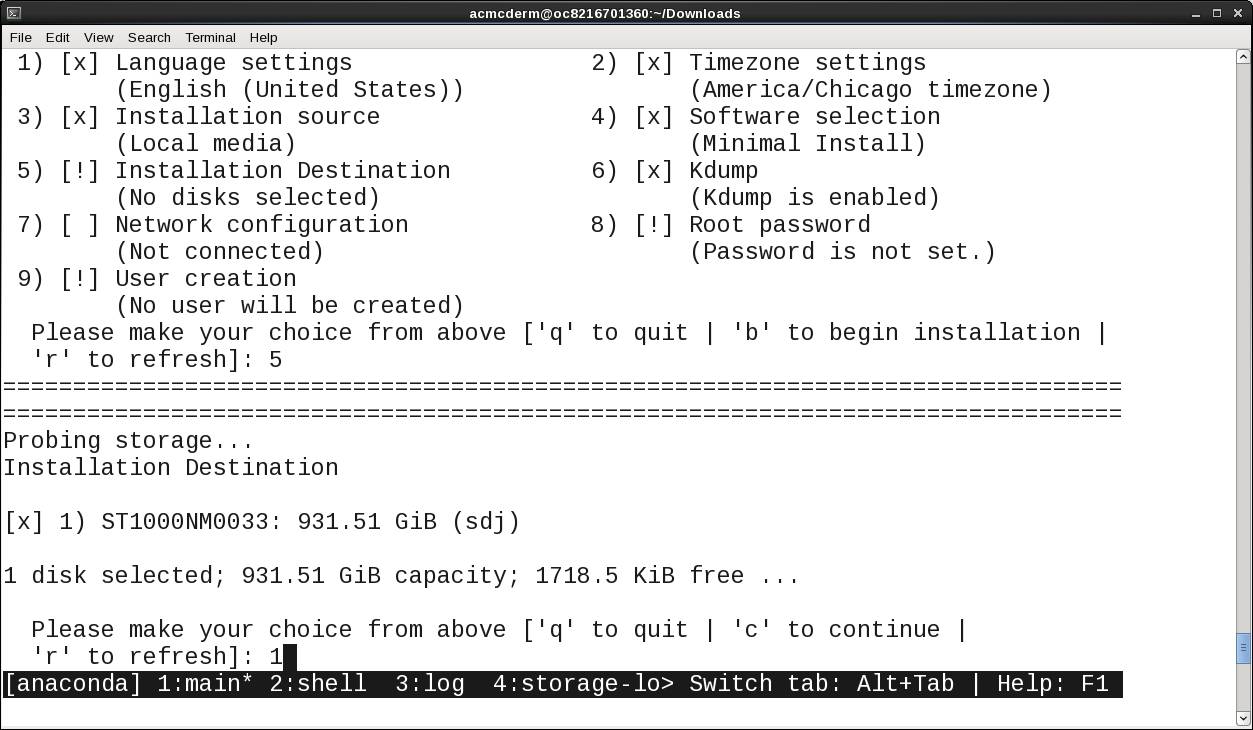 acmcderm@oc8216701360:~/Downloads
File Edit View Search Terminal Help
1) [x] Language settings 2) [x] Timezone settings
(English (United States)) (America/Chicago timezone)
3) [x] Installation source 4) [x] Software selection
(Local media) (Minimal Install)
5) [!] Installation Destination 6) [x] Kdump
(No disks selected) (Kdump is enabled)
7) [ ] Network configuration 8) [!] Root password
(Not connected) (Password is not set.)
9) [!] User creation
(No user will be created)
Please make your choice from above ['q' to quit | 'b' to begin installation |
'r' to refresh]: 5
================================================================================
================================================================================
Probing storage...
Installation Destination
[x] 1) ST1000NM0033: 931.51 GiB (sdj)
1 disk selected; 931.51 GiB capacity; 1718.5 KiB free ...
Please make your choice from above ['q' to quit | 'c' to continue |
'r' to refresh]: 1
[anaconda] 1:main* 2:shell  3:log  4:storage-lo> Switch tab: Alt+Tab | Help: F1